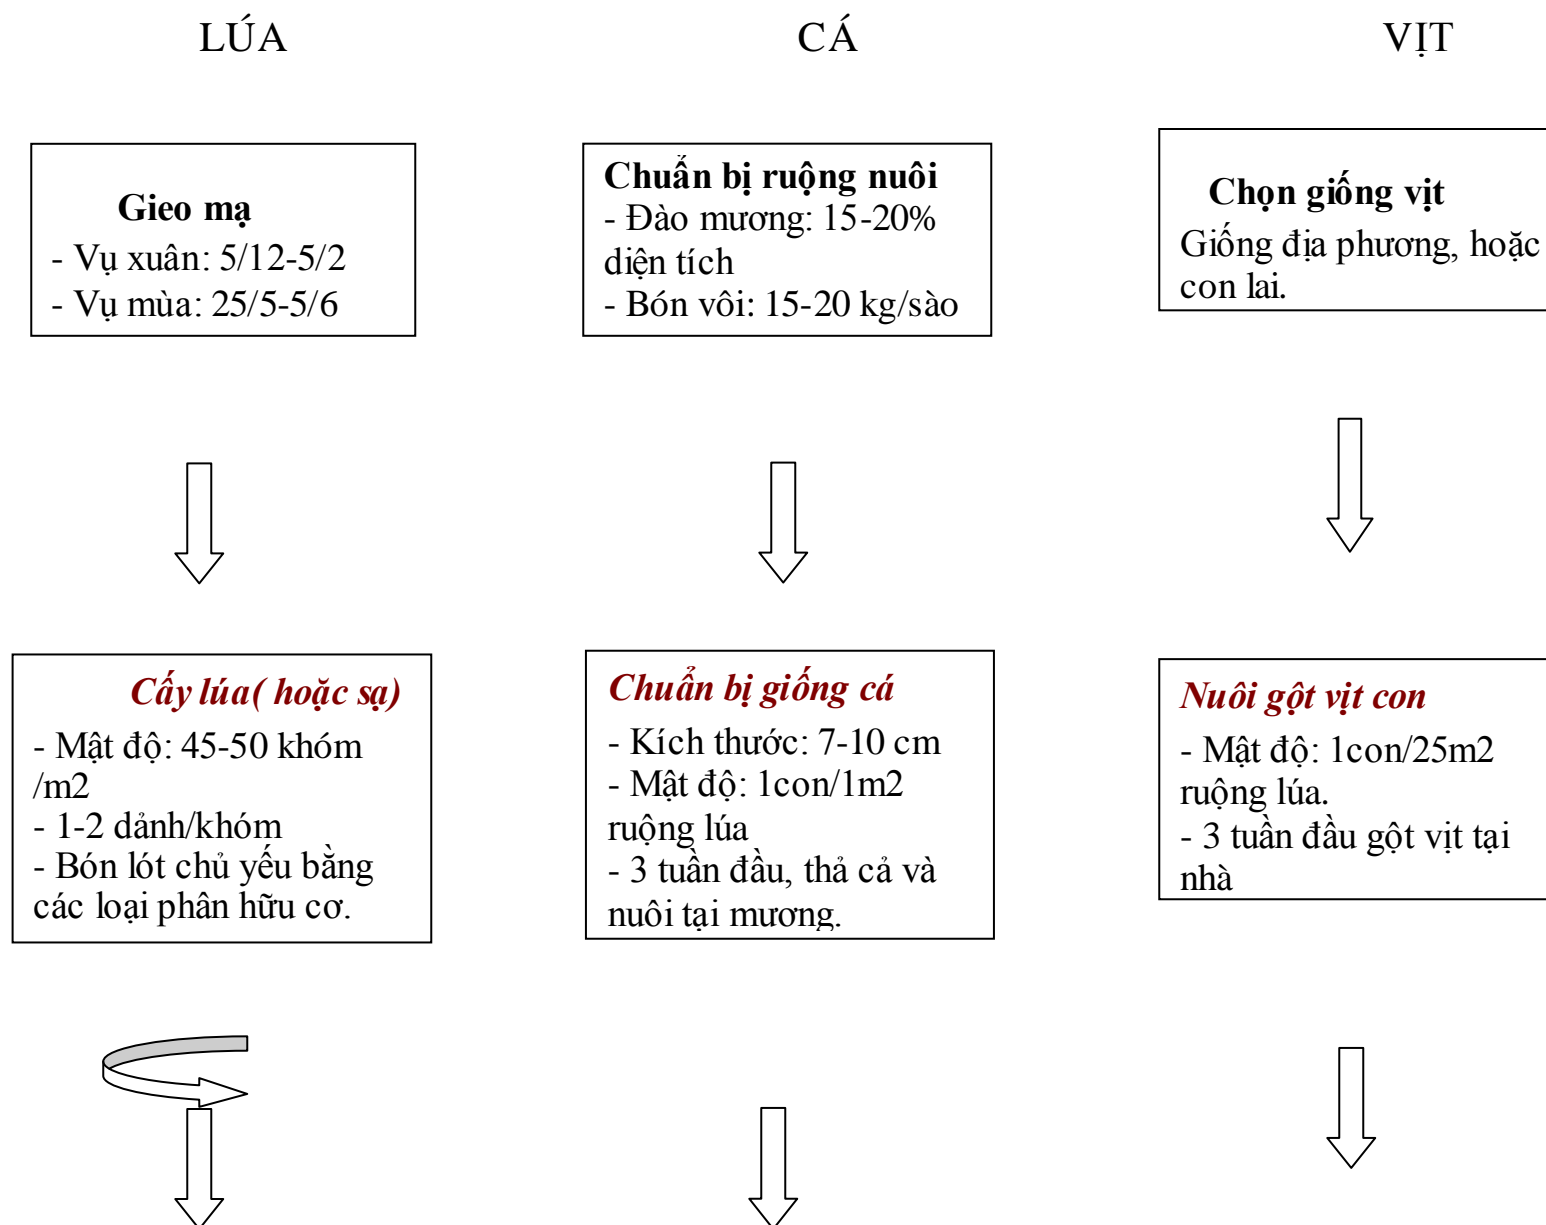 LÚA
CÁ
VỊT
Gieo mạ
- Vụ xuân: 5/12-5/2
- Vụ mùa: 25/5-5/6
Chuẩn bị ruộng nuôi
- Đào mương: 15-20%
diện tích
- Bón vôi: 15-20 kg/sào
Chọn giống vịt
Giống địa phương, hoặc
con lai.
Cấy lúa( hoặc sạ)
- Mật độ: 45-50 khóm
/m2
- 1-2 dảnh/khóm
- Bón lót chủ yếu bằng
các loại phân hữu cơ.
Chuẩn bị giống cá
- Kích thước: 7-10 cm
- Mật độ: 1con/1m2
ruộng lúa
- 3 tuần đầu, thả cả và
nuôi tại mương.
Nuôi gột vịt con
- Mật độ: 1con/25m2
ruộng lúa.
- 3 tuần đầu gột vịt tại
nhà